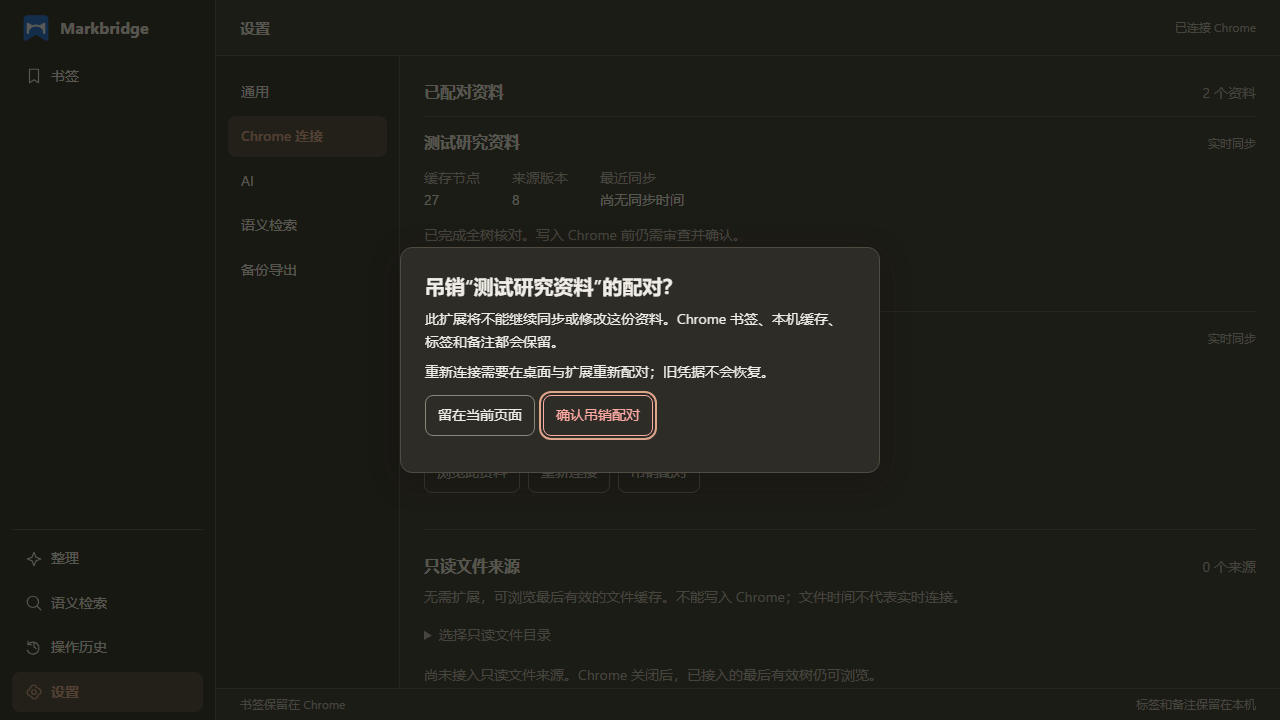 Markbridge
设置
已连接 Chrome
书签
通用
Chrome 连接
AI
语义检索
备份导出
已配对资料
2 个资料
测试研究资料
实时同步
缓存节点
来源版本
最近同步
27
8
尚无同步时间
已完成全树核对。写入 Chrome 前仍需审查并确认。
吊销“测试研究资料”的配对？
此扩展将不能继续同步或修改这份资料。Chrome 书签、本机缓存、
标签和备注都会保留。
重新连接需要在桌面与扩展重新配对；旧凭据不会恢复。
留在当前页面
确认吊销配对
实时同步
浏览此资料
重新连接
吊销配对
只读文件来源
0 个来源
无需扩展，可浏览最后有效的文件缓存。不能写入 Chrome；文件时间不代表实时连接。
选择只读文件目录
尚未接入只读文件来源。Chrome 关闭后，已接入的最后有效树仍可浏览。
整理
语义检索
操作历史
设置
书签保留在 Chrome
标签和备注保留在本机